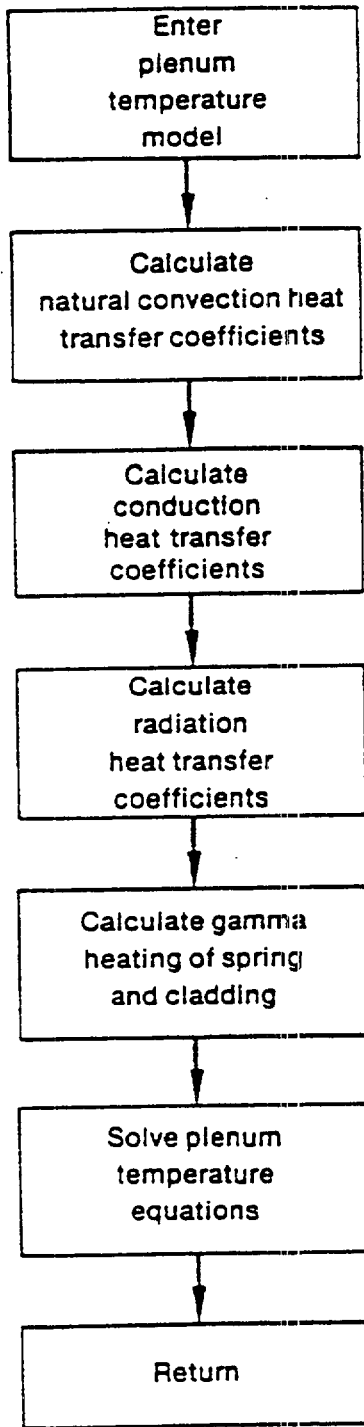 Enter
plenum
temperature
model
Calculate
natural convection heat
transfer coefficients
Calculate
conduction
heat transfer
coefficients
Calculate
radiation
heat transfer
coefficients
Calculate gamma
heating of spring
and cladding
Solve plenum
temperature
equations
Return